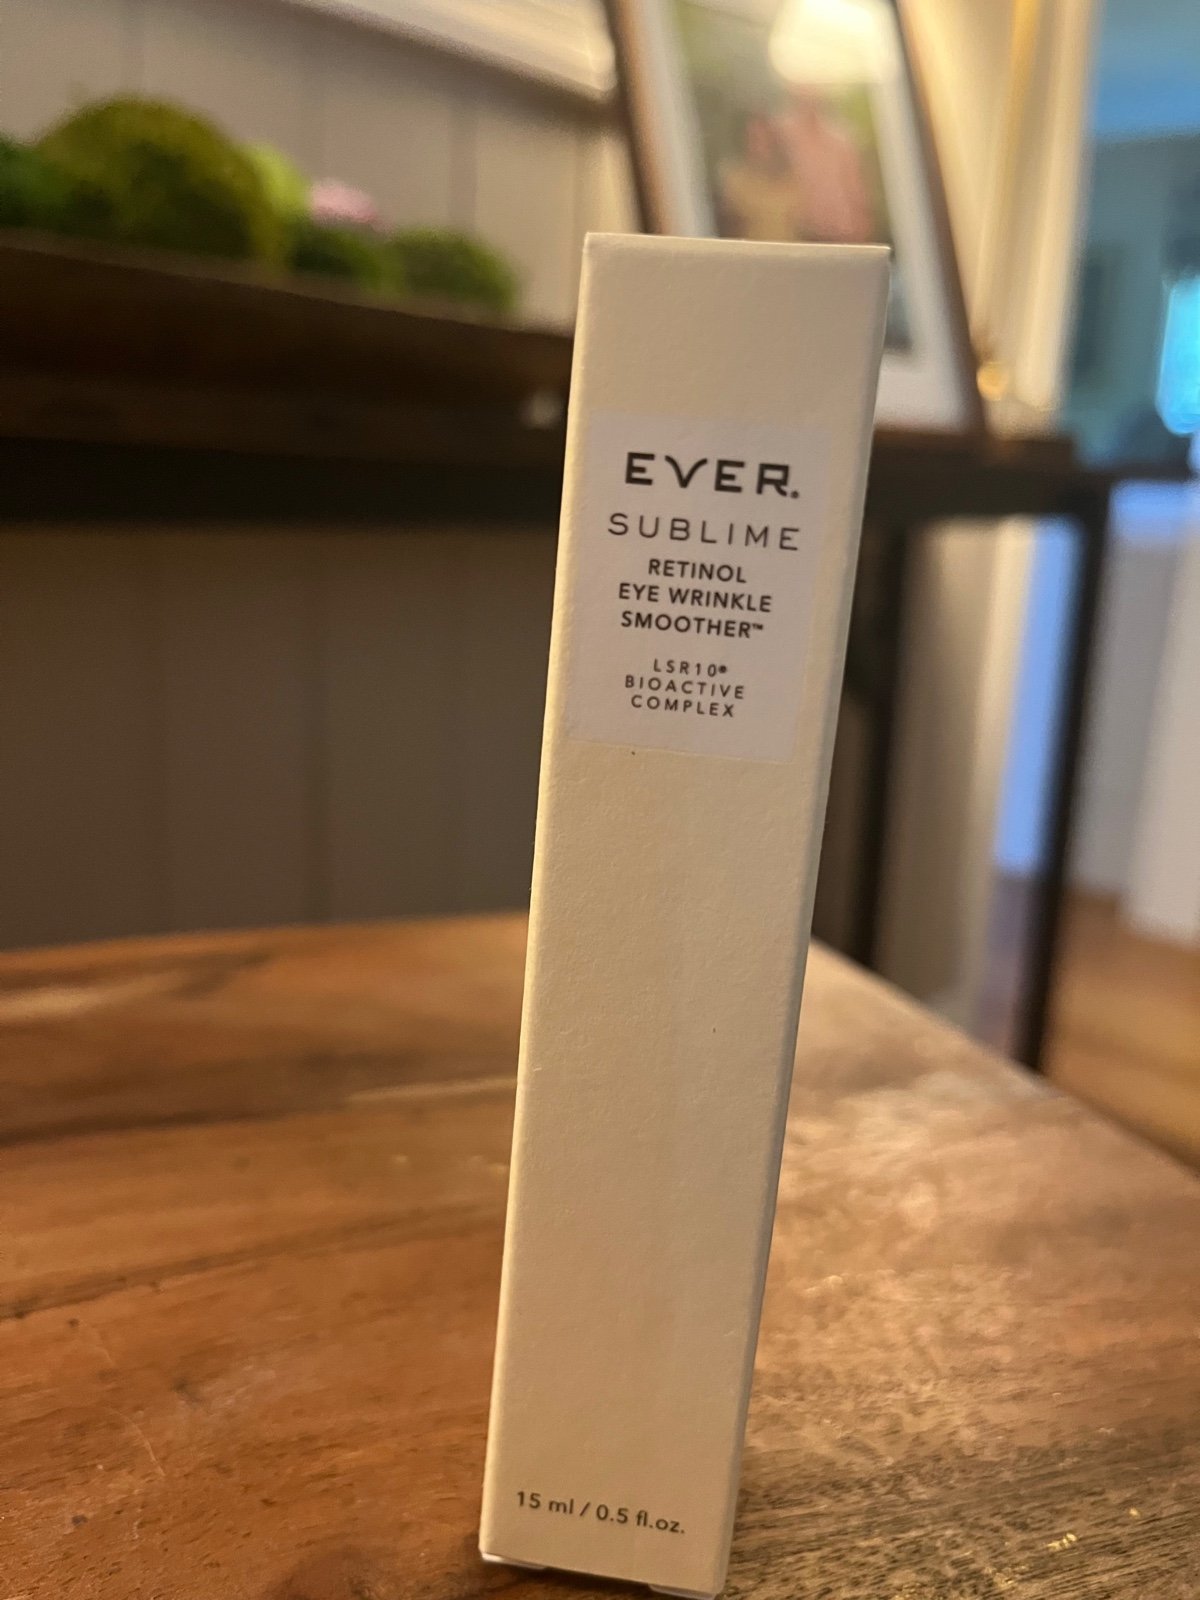 EVER.
SUBLIME
RETINOL
EYE WRINKLE
SMOOTHER™
LSR10®
BIOACTIVE
COMPLEX
15 ml / 0.5 fl.oz.